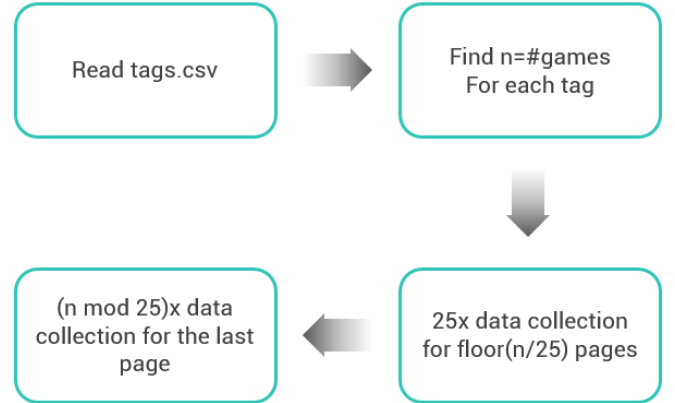 Read tags.csv
Find n=#games
For each tag
25x data collection
for floor(n/25) pages
(n mod 25)x data
collection for the last
page